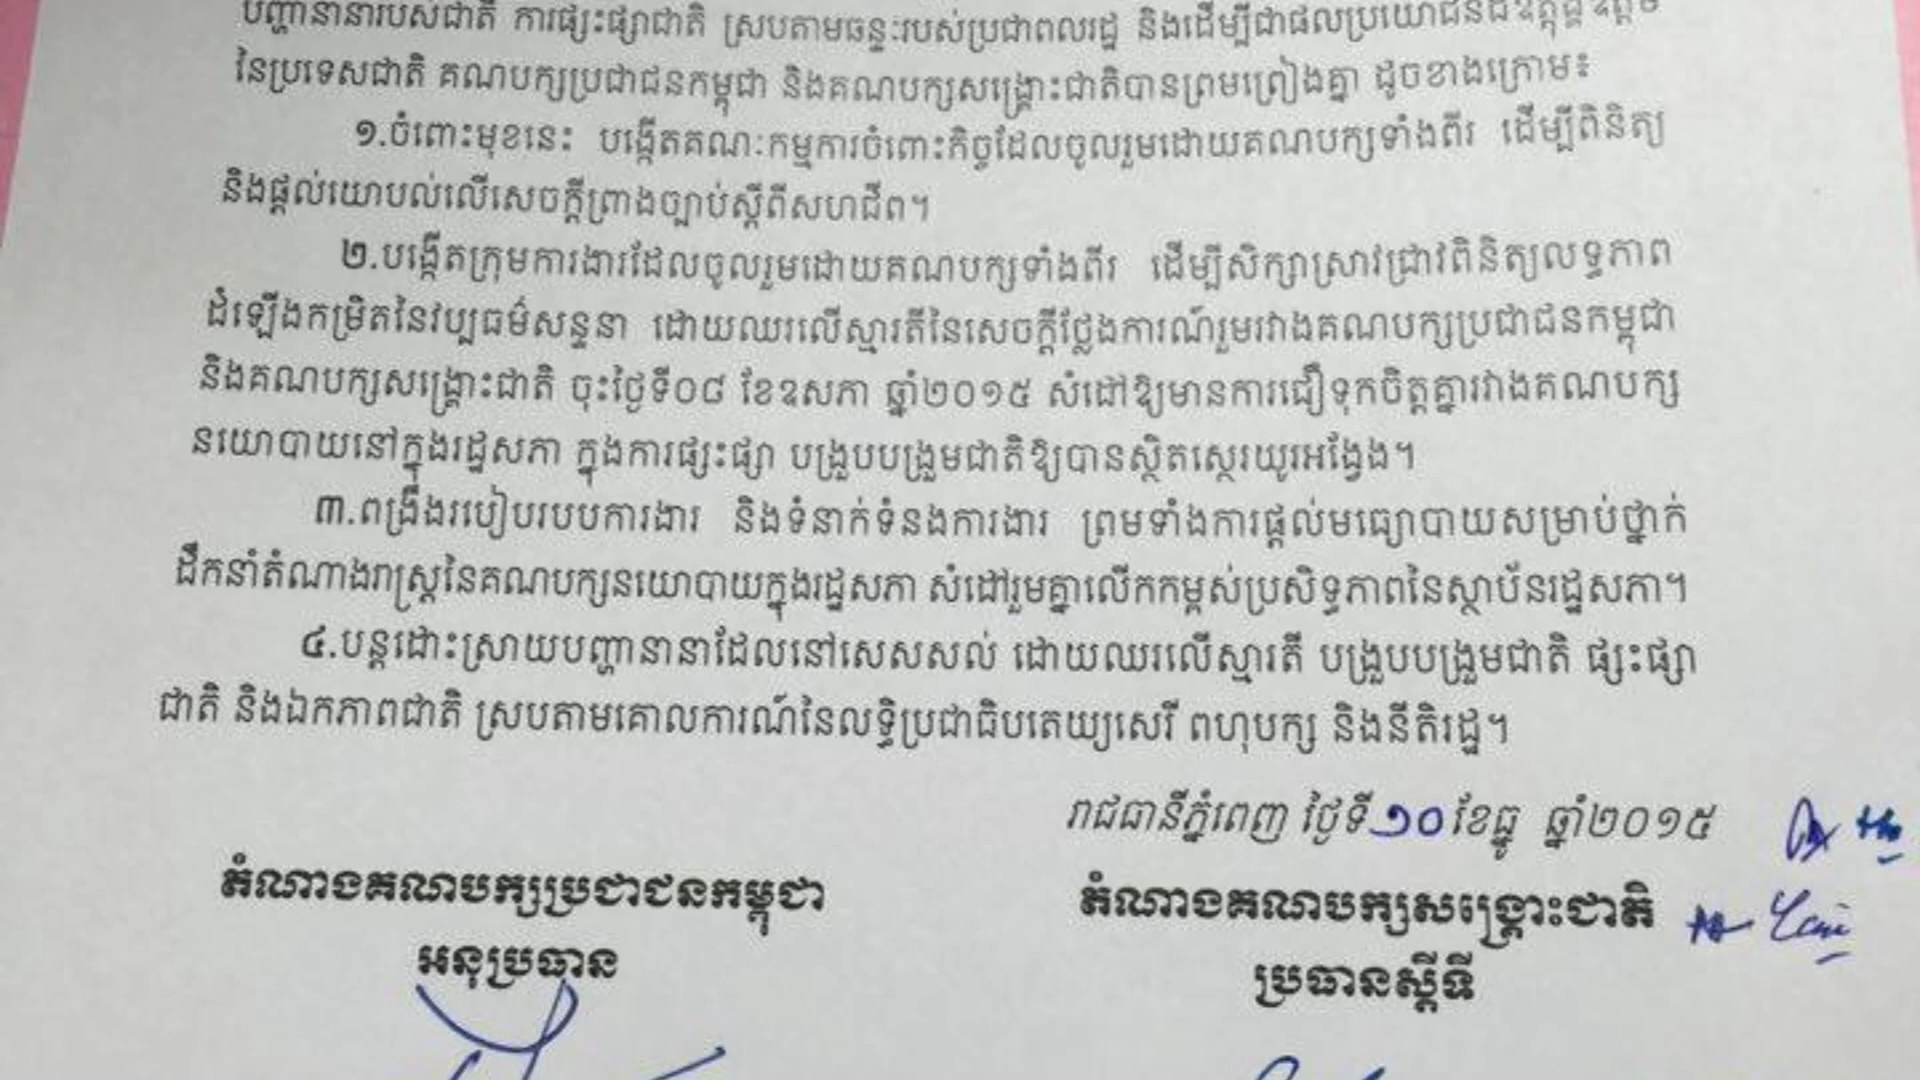 បញ្ហានានារបស់ជាតិ ការផ្សះផ្សាជាតិ ស្របតាមឆន្ទៈរបស់ប្រជាពលរដ្ឋ និងដើម្បីជាផលប្រយោជន៍ដ៏ឧត្តុង្គឧត្តម
នៃប្រទេសជាតិ គណបក្សប្រជាជនកម្ពុជា និងគណបក្សសង្គ្រោះជាតិបានព្រមព្រៀងគ្នា ដូចខាងក្រោម៖
១.ចំពោះមុខនេះ បង្កើតគណៈកម្មការចំពោះកិច្ចដែលចូលរួមដោយគណបក្សទាំងពីរ ដើម្បីពិនិត្យ
និងផ្តល់យោបល់លើសេចក្តីព្រាងច្បាប់ស្តីពីសហជីព។
២.បង្កើតក្រុមការងារដែលចូលរួមដោយគណបក្សទាំងពីរ ដើម្បីសិក្សាស្រាវជ្រាវពិនិត្យលទ្ធភាព
ដំឡើងកម្រិតនៃវប្បធម៌សន្ទនា ដោយឈរលើស្មារតីនៃសេចក្តីថ្លែងការណ៍រួមរវាងគណបក្សប្រជាជនកម្ពុជា
និងគណបក្សសង្គ្រោះជាតិ ចុះថ្ងៃទី០៨ ខែឧសភា ឆ្នាំ២០១៥ សំដៅឱ្យមានការជឿទុកចិត្តគ្នារវាងគណបក្ស
នយោបាយនៅក្នុងរដ្ឋសភា ក្នុងការផ្សះផ្សា បង្រួបបង្រួមជាតិឱ្យបានស្ថិតស្ថេរយូរអង្វែង។
៣.ពង្រឹងរបៀបរបបការងារ និងទំនាក់ទំនងការងារ ព្រមទាំងការផ្តល់មធ្យោបាយសម្រាប់ថ្នាក់
ដឹកនាំតំណាងរាស្ត្រនៃគណបក្សនយោបាយក្នុងរដ្ឋសភា សំដៅរួមគ្នាលើកកម្ពស់ប្រសិទ្ធភាពនៃស្ថាប័នរដ្ឋសភា។
៤.បន្តដោះស្រាយបញ្ហានានាដែលនៅសេសសល់ ដោយឈរលើស្មារតី បង្រួបបង្រួមជាតិ ផ្សះផ្សា
ជាតិ និងឯកភាពជាតិ ស្របតាមគោលការណ៍នៃលទ្ធិប្រជាធិបតេយ្យសេរី ពហុបក្ស និងនីតិរដ្ឋ។
រាជធានីភ្នំពេញ ថ្ងៃទី១០ ខែធ្នូ ឆ្នាំ២០១៥
តំណាងគណបក្សប្រជាជនកម្ពុជា
អនុប្រធាន
តំណាងគណបក្សសង្គ្រោះជាតិ
ប្រធានស្តីទី